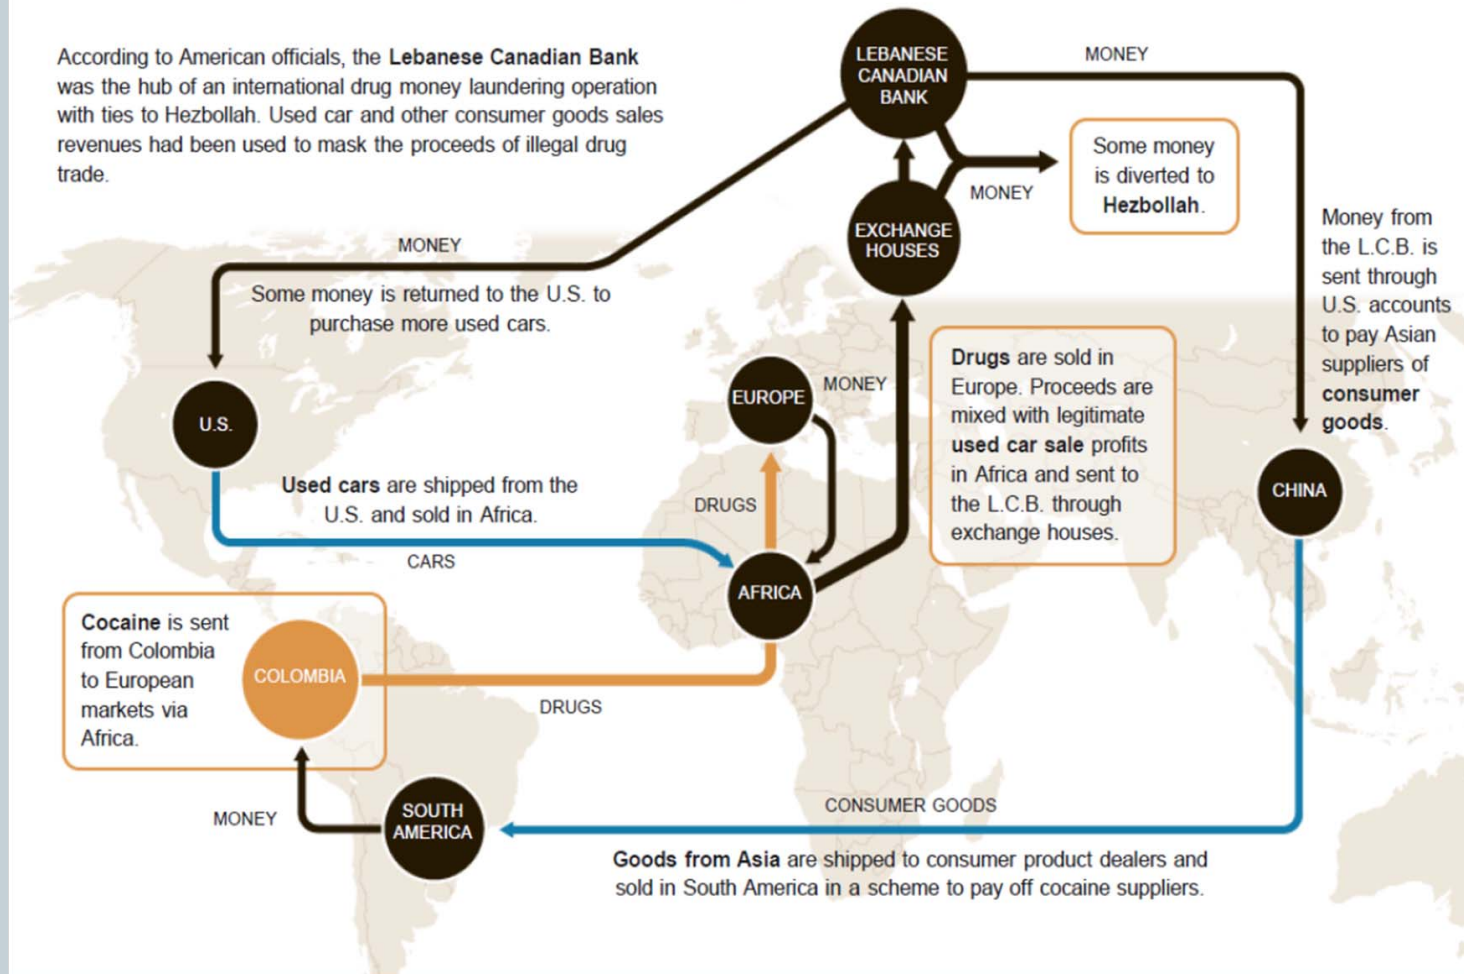 According to American officials, the Lebanese Canadian Bank
was the hub of an international drug money laundering operation
with ties to Hezbollah. Used car and other consumer goods sales
revenues had been used to mask the proceeds of illegal drug
trade.
LEBANESE
CANADIAN
BANK
MONEY
Some money
is diverted to
Hezbollah.
MONEY
EXCHANGE
HOUSES
Money from
the L.C.B. is
sent through
U.S. accounts
to pay Asian
suppliers of
consumer
goods.
MONEY
Some money is returned to the U.S. to
purchase more used cars.
U.S.
EUROPE
MONEY
Drugs are sold in
Europe. Proceeds are
mixed with legitimate
used car sale profits
in Africa and sent to
the L.C.B. through
exchange houses.
CHINA
Used cars are shipped from the
U.S. and sold in Africa.
CARS
DRUGS
AFRICA
Cocaine is sent
from Colombia
to European
markets via
Africa.
COLOMBIA
DRUGS
MONEY
SOUTH
AMERICA
CONSUMER GOODS
Goods from Asia are shipped to consumer product dealers and
sold in South America in a scheme to pay off cocaine suppliers.